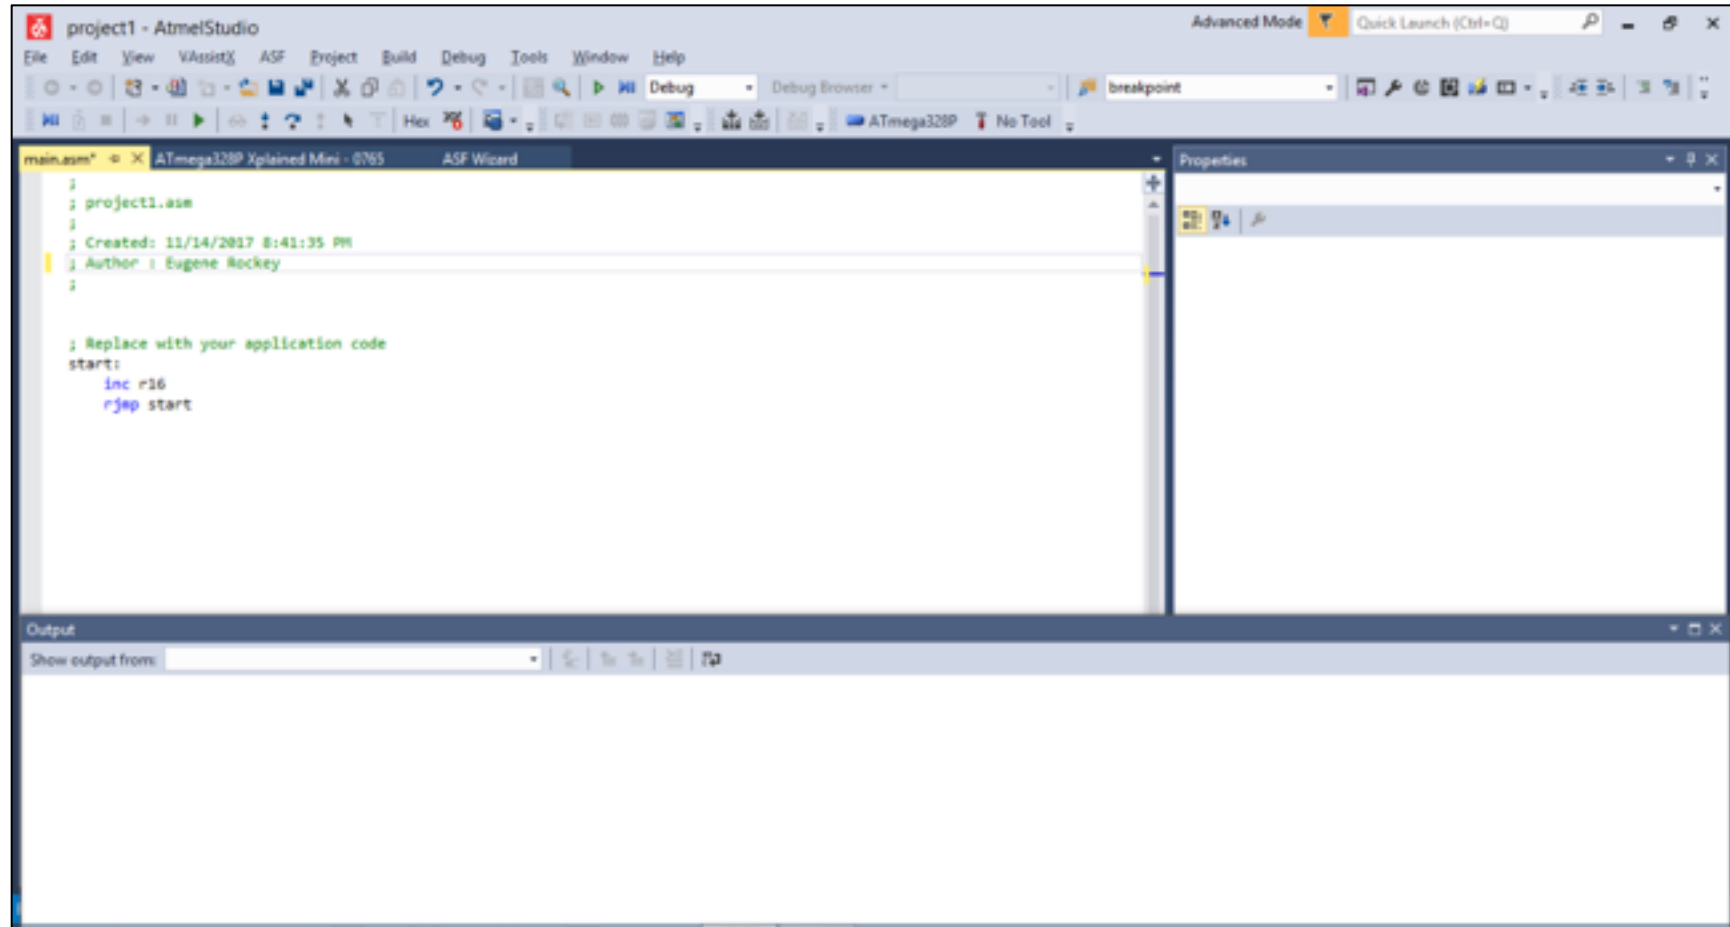 project1 - AtmelStudio
Advanced Mode
Quick Launch (Ctrl+Q)
File Edit View VAssistX ASF Project Build Debug Tools Window Help
Debug Debug Browser breakpoint
Hex ATmega328P No Tool
main.asm* ATmega328P Xplained Mini - 0765 ASF Wizard
Properties
;
; project1.asm
;
; Created: 11/14/2017 8:41:35 PM
; Author : Eugene Rockey
;
; Replace with your application code
start:
inc r16
rjmp start
Output
Show output from: